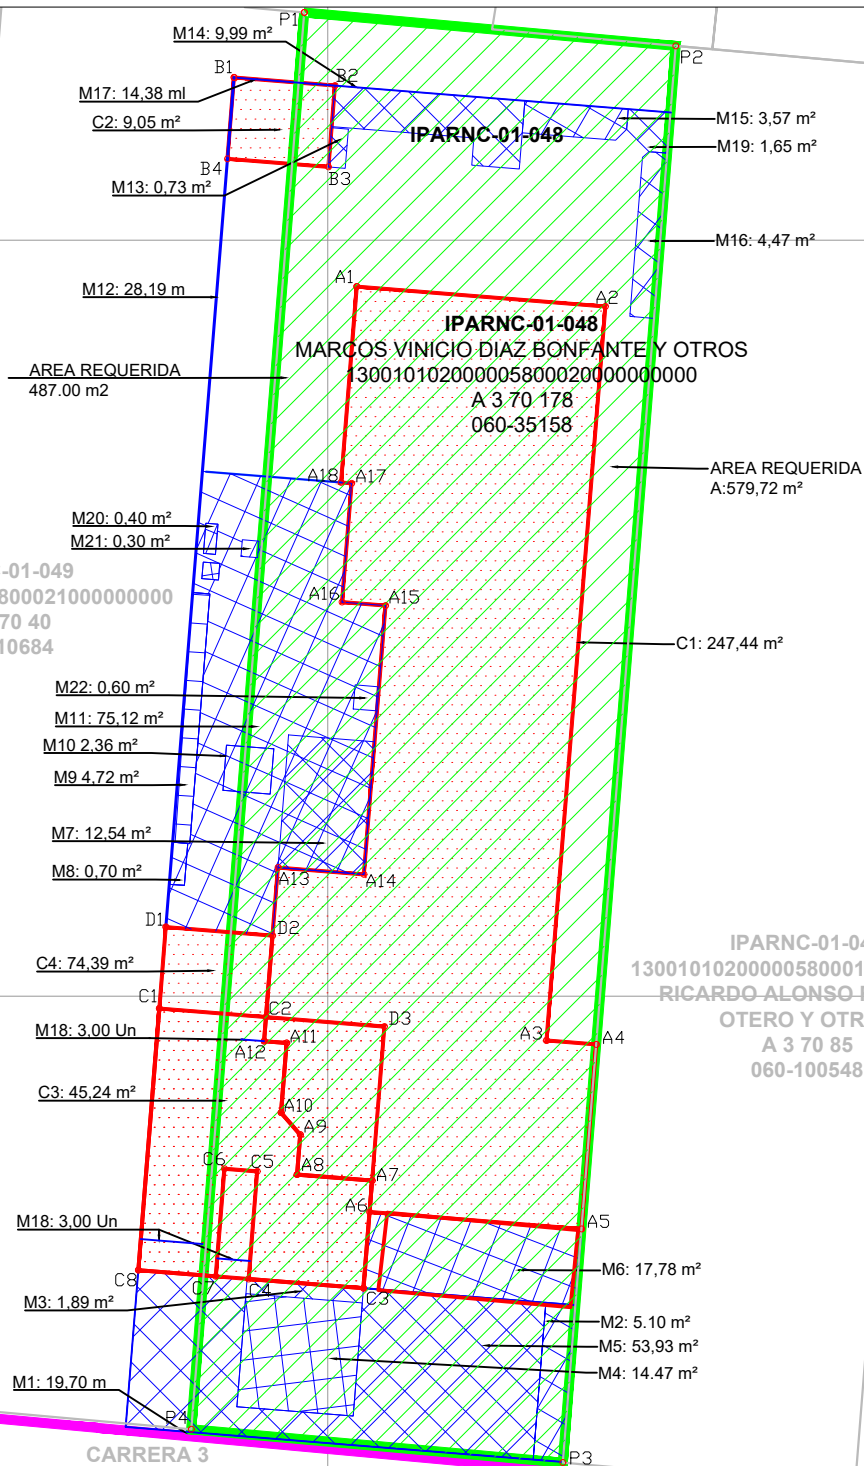 P1
M14: 9,99 m²
P2
B1
B2
M17: 14,38 ml
C2: 9,05 m²
IPARNC-01-048
M15: 3,57 m²
M19: 1,65 m²
B4
B3
M13: 0,73 m²
M16: 4,47 m²
A1
M12: 28,19 m
A2
IPARNC-01-048
MARCOS VINICIO DIAZ BONFANTE Y OTROS
AREA REQUERIDA
487.00 m2
A 3 70 178
060-35158
A18
A17
AREA REQUERIDA
A:579,72 m²
M20: 0,40 m²
M21: 0,30 m²
-01-049
800021000000000
70 40
10684
A16
A15
C1: 247,44 m²
M22: 0,60 m²
M11: 75,12 m²
M10 2,36 m²
M9 4,72 m²
M7: 12,54 m²
M8: 0,70 m²
A13
A14
D1
D2
C4: 74,39 m²
IPARNC-01-04
13001010200000580001
RICARDO ALONSO
OTERO Y OTR
A 3 70 85
060-100548
C1
C2
D3
M18: 3,00 Un
A12
A11
A3
A4
C3: 45,24 m²
A10
A9
C6
C5
A8
A7
A6
A5
M18: 3,00 Un
C8
C7
C4
C3
M6: 17,78 m²
M3: 1,89 m²
M2: 5.10 m²
M5: 53,93 m²
M4: 14.47 m²
M1: 19,70 m
P4
CARRERA 3
P3